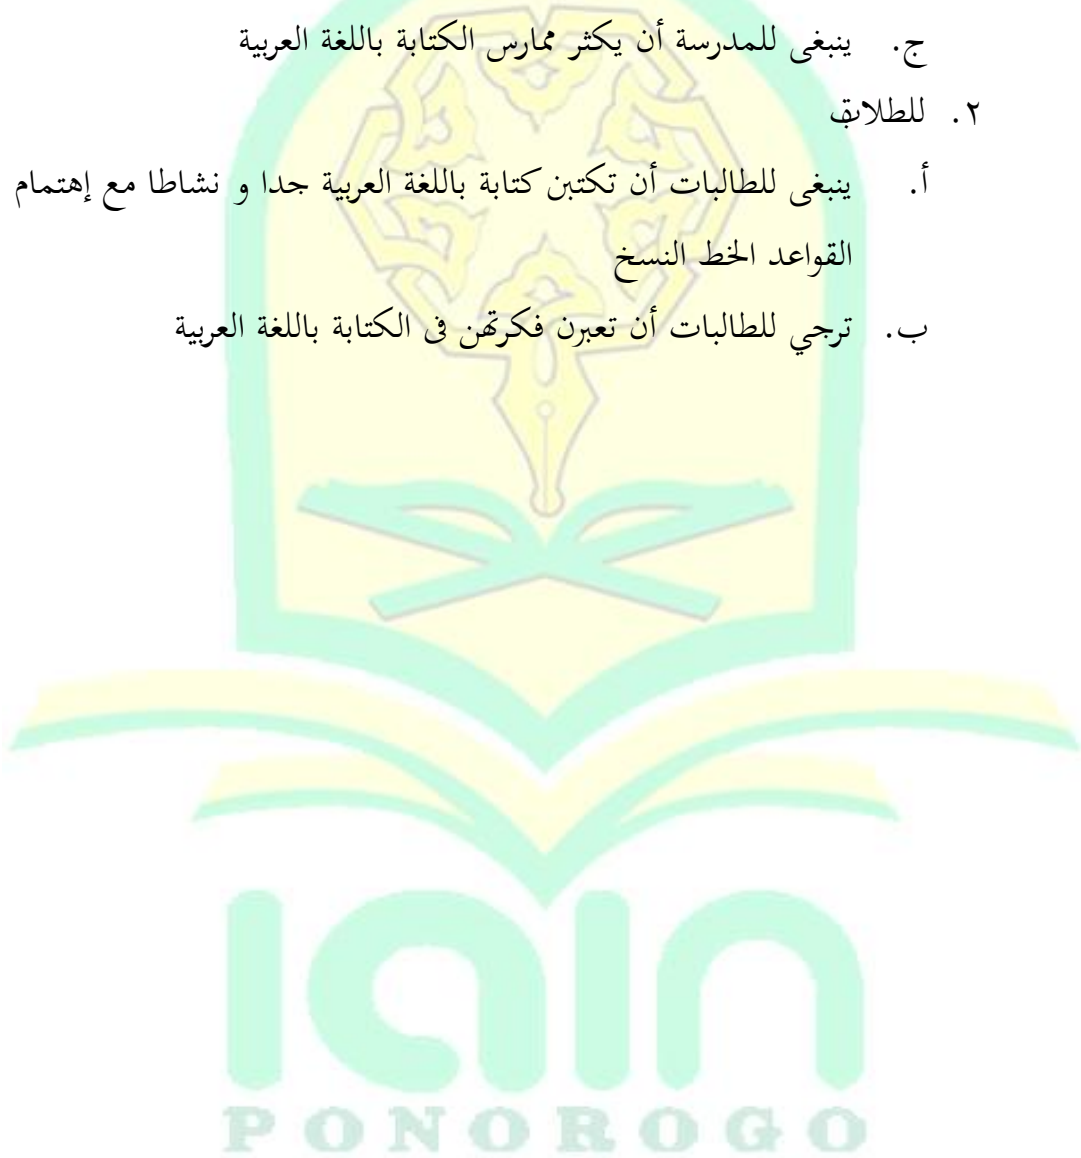 ج. ينبغى للمدرسة أن يكثر ممارس الكتابة باللغة العربية
٢. للطلاب
أ. ينبغى للطالبات أن تكتبن كتابة باللغة العربية جدا و نشاطا مع إهتمام
القواعد الخط النسخ
ب. ترجي للطالبات أن تعبرن فكرتهن فى الكتابة باللغة العربية
iain
PONOROGO